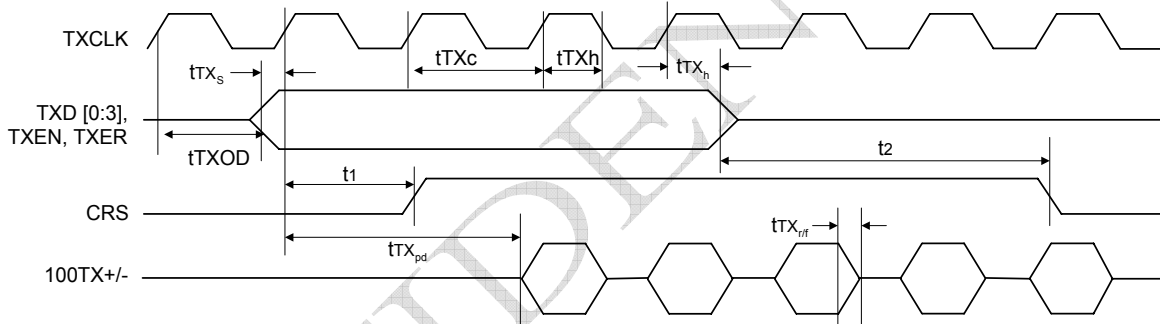 TXCLK
tTXc
tTXh
tTXS
tTXh
TXD [0:3],
TXEN, TXER
tTXOD
t2
t1
CRS
tTXr/f
tTXpd
100TX+/-